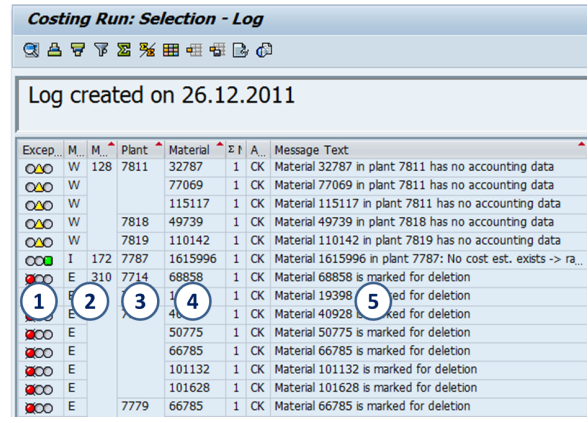 Costing Run: Selection - Log
Log created on 26.12.2011
Excep... M... M... Plant Material Σ A... Message Text
W 128 7811 32787 1 CK Material 32787 in plant 7811 has no accounting data
W 77069 1 CK Material 77069 in plant 7811 has no accounting data
W 115117 1 CK Material 115117 in plant 7811 has no accounting data
W 7818 49739 1 CK Material 49739 in plant 7818 has no accounting data
W 7819 110142 1 CK Material 110142 in plant 7819 has no accounting data
I 172 7787 1615996 1 CK Material 1615996 in plant 7787: No cost est. exists -> ra...
E 310 7714 68858 1 CK Material 68858 is marked for deletion
1 CK Material 19398 is marked for deletion
1 2 3 4 5
E 1 CK Material 40928 is marked for deletion
E 50775 1 CK Material 50775 is marked for deletion
E 66785 1 CK Material 66785 is marked for deletion
E 101132 1 CK Material 101132 is marked for deletion
E 101628 1 CK Material 101628 is marked for deletion
E 7779 66785 1 CK Material 66785 is marked for deletion